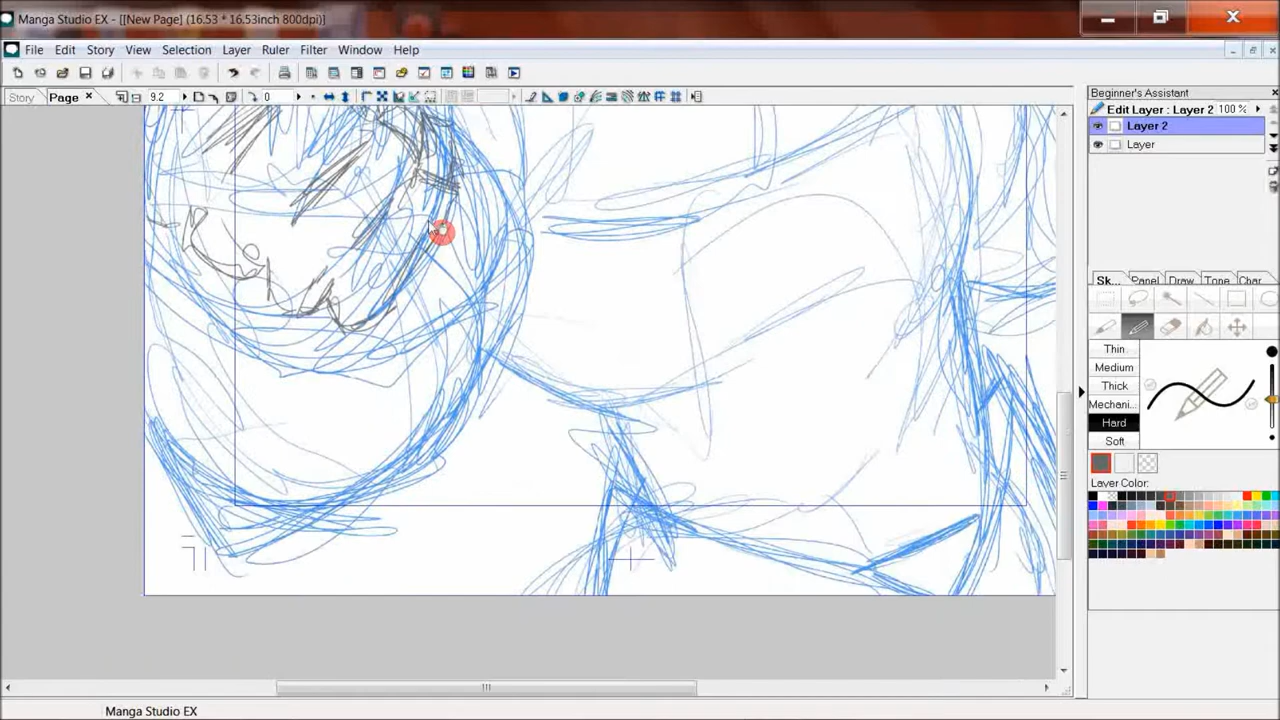 Manga Studio EX - [[New Page] (16.53 * 16.53inch 800dpi)]
File Edit Story View Selection Layer Ruler Filter Window Help
Story Page 9.2 0
Beginner's Assistant
Edit Layer : Layer 2 100 %
Layer 2
Layer
Sk... Panel Draw Tone Char
Thin
Medium
Thick
Mechani...
Hard
Soft
Layer Color:
Manga Studio EX